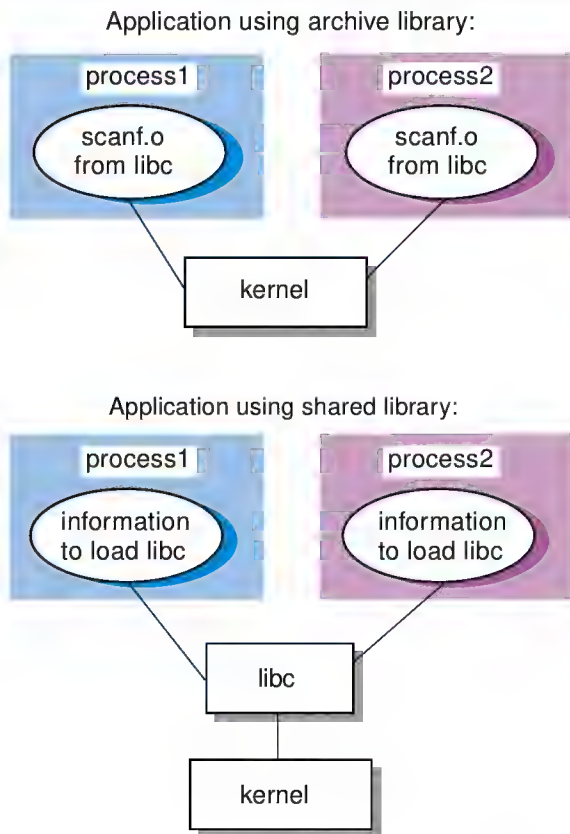 Application using archive library:
process1
process2
scanf.o
from libc
scanf.o
from libc
kernel
Application using shared library:
process1
process2
information
to load libc
information
to load libc
libc
kernel